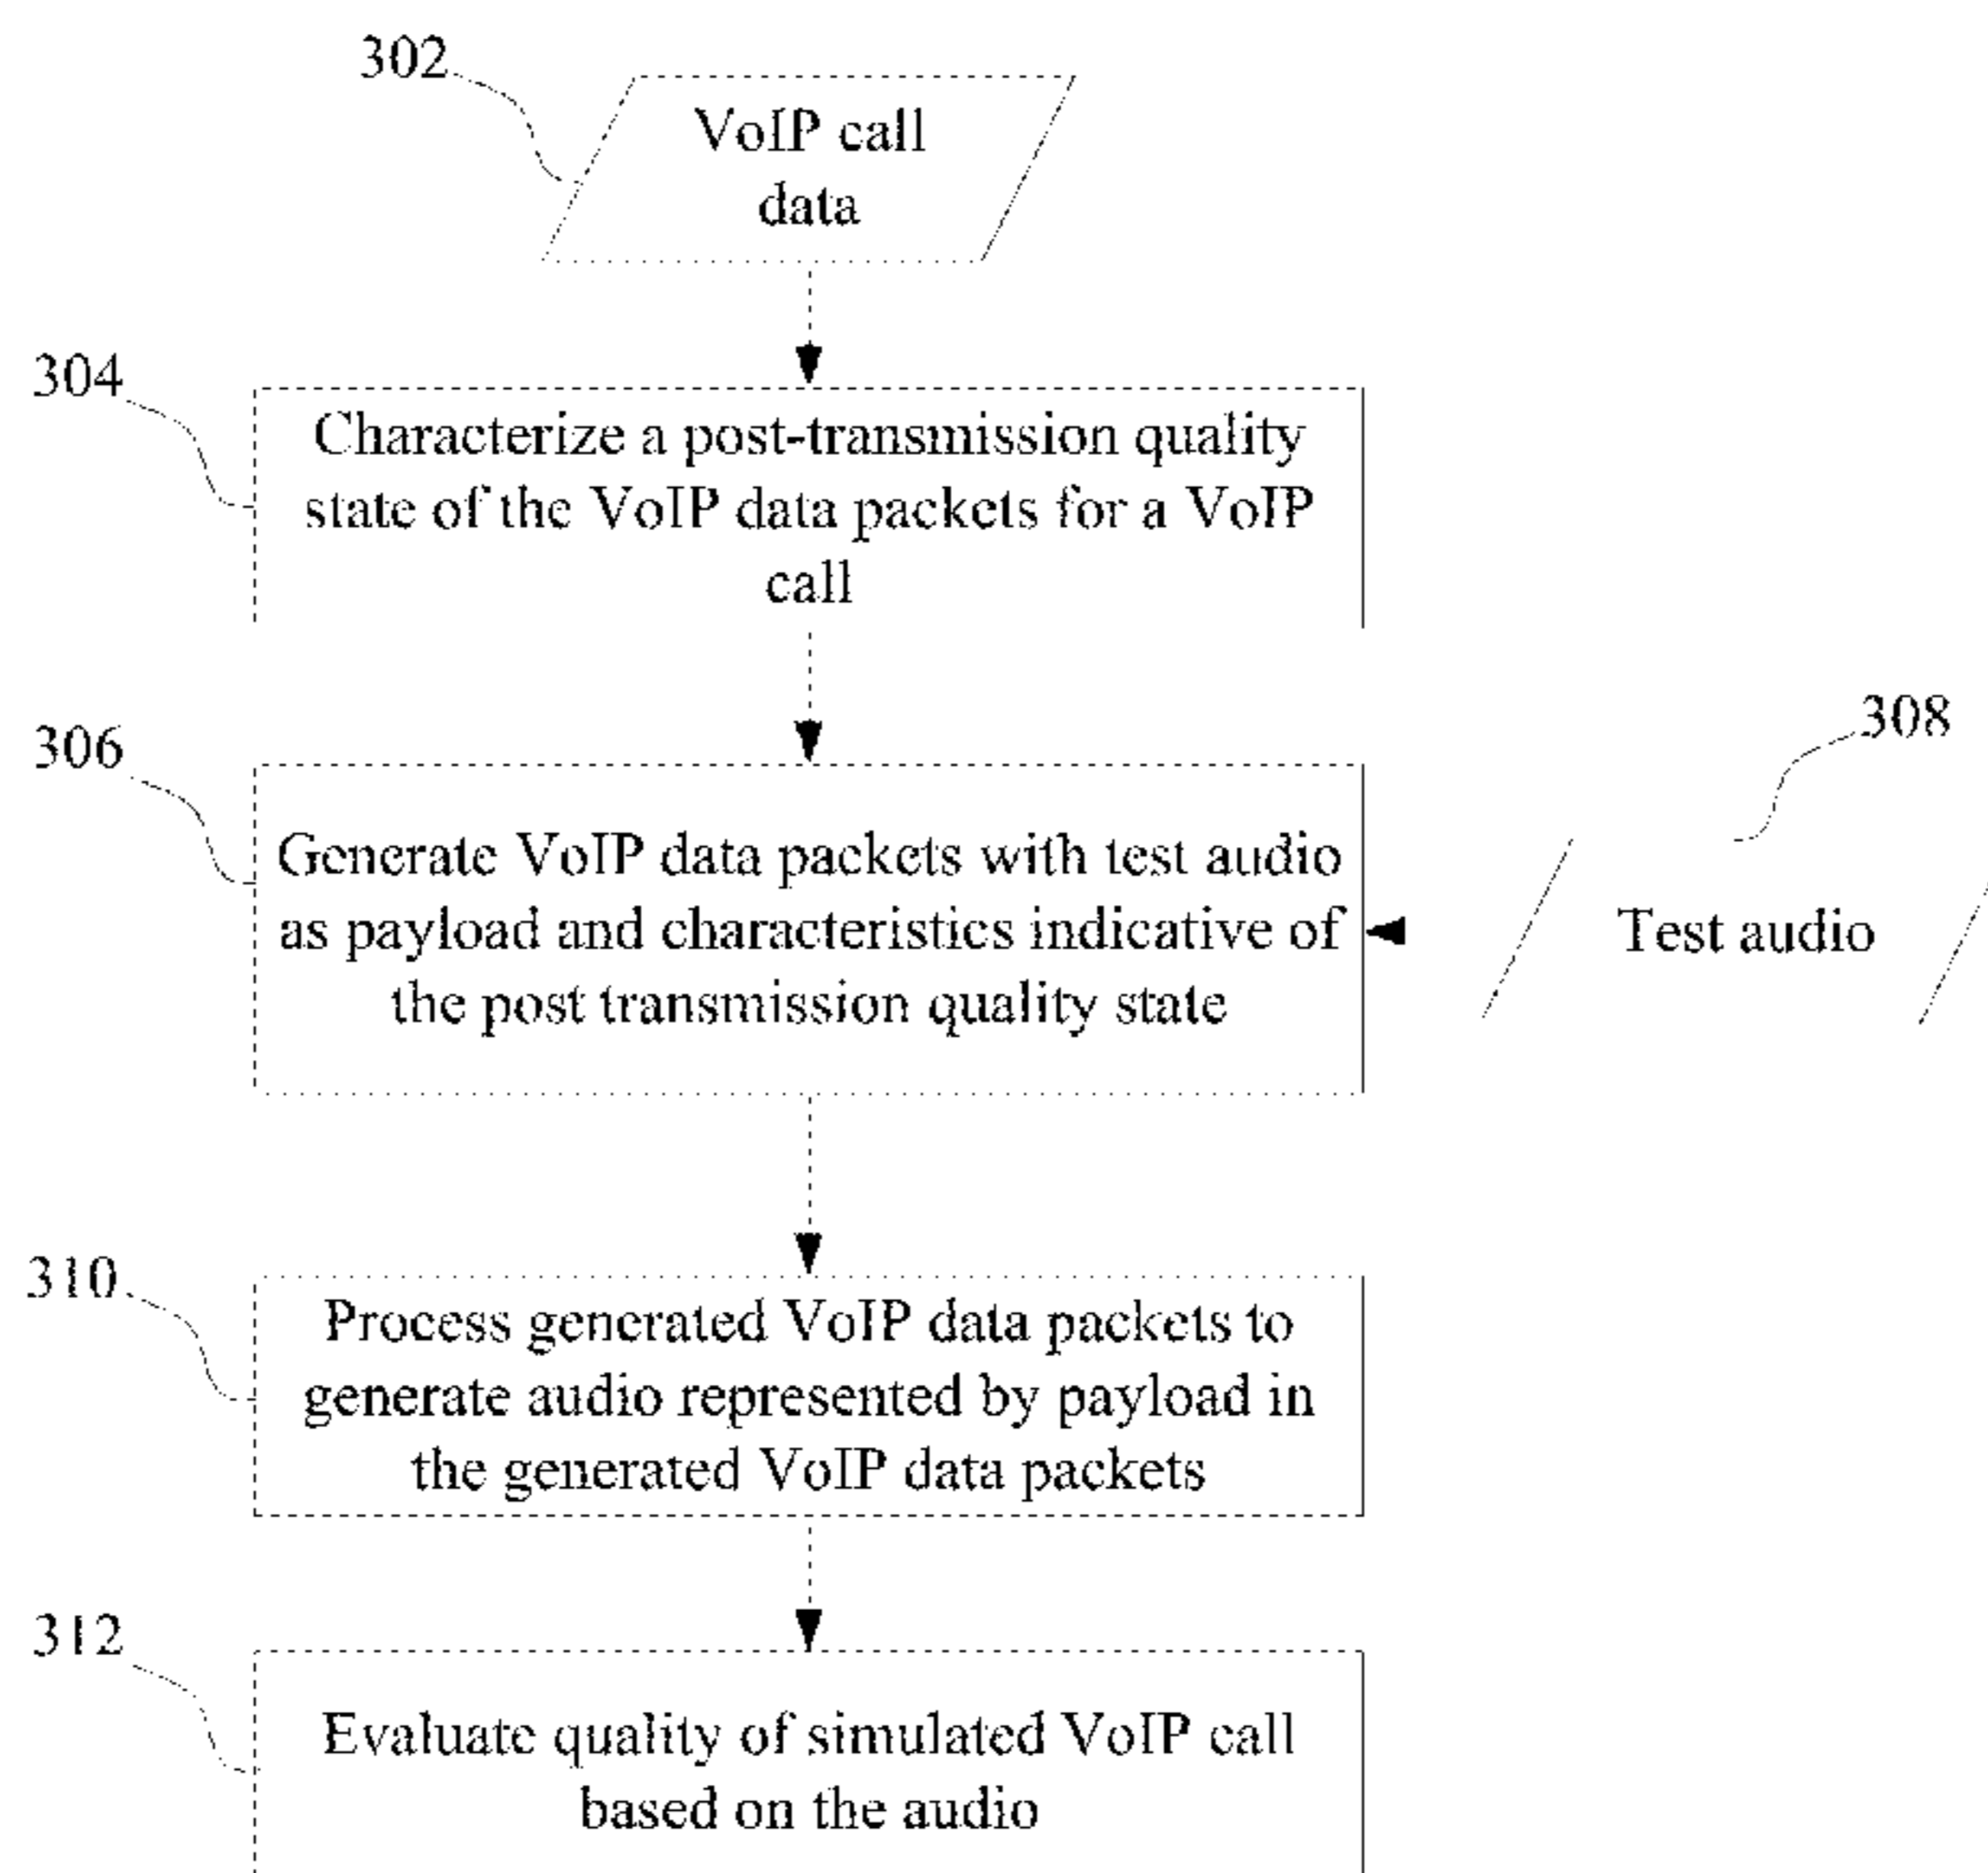 302
VoIP call
data
304
Characterize a post-transmission quality
state of the VoIP data packets for a VoIP
call
306
308
Generate VoIP data packets with test audio
as payload and characteristics indicative of
the post transmission quality state
Test audio
310
Process generated VoIP data packets to
generate audio represented by payload in
the generated VoIP data packets
312
Evaluate quality of simulated VoIP call
based on the audio